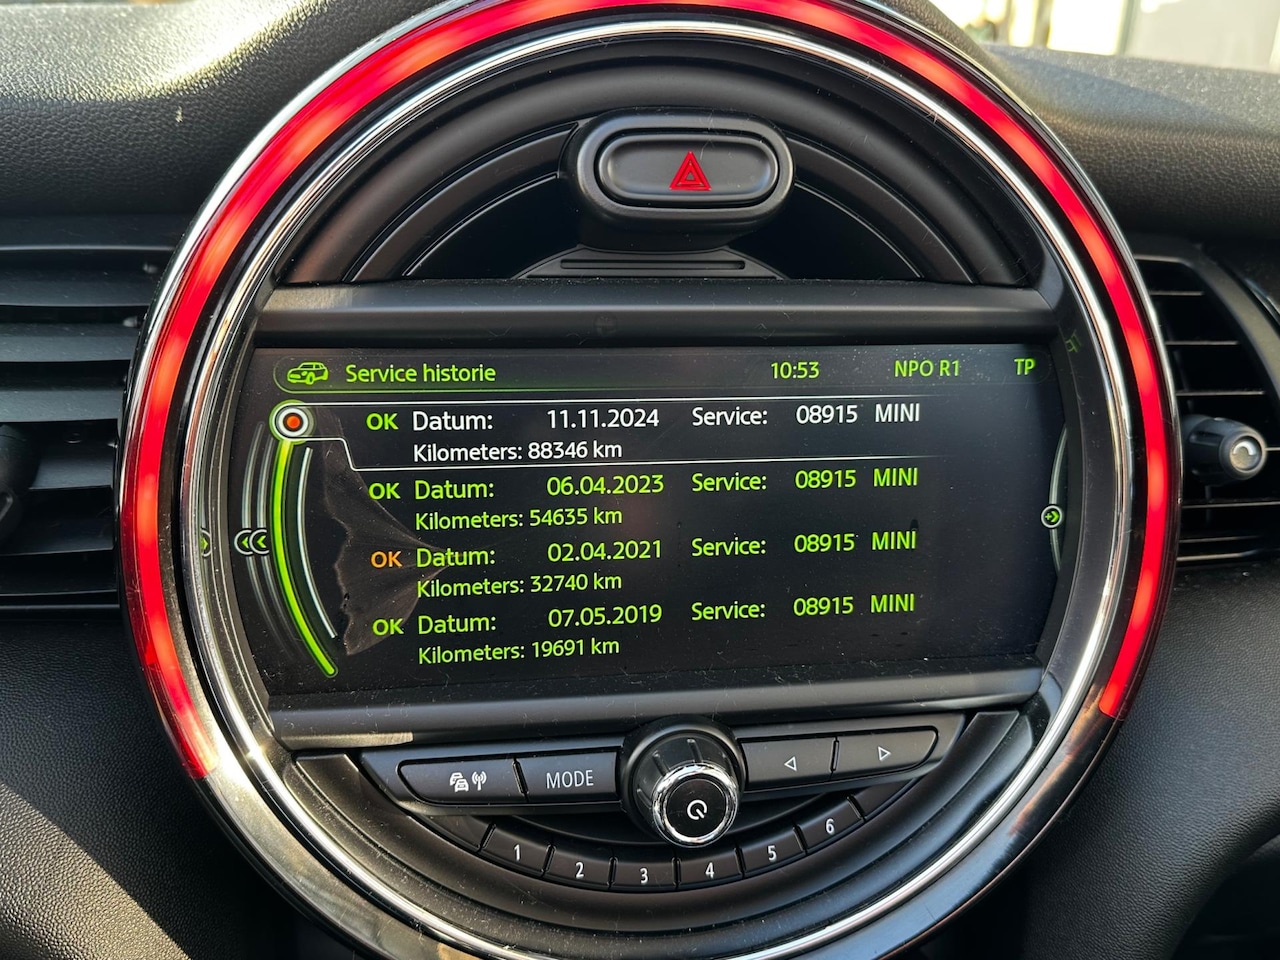 Service historie 10:53 NPO R1 TP
OK Datum: 11.11.2024 Service: 08915 MINI
Kilometers: 88346 km
OK Datum: 06.04.2023 Service: 08915 MINI
Kilometers: 54635 km
OK Datum: 02.04.2021 Service: 08915 MINI
Kilometers: 32740 km
OK Datum: 07.05.2019 Service: 08915 MINI
Kilometers: 19691 km
MODE
1 2 3 4 5 6